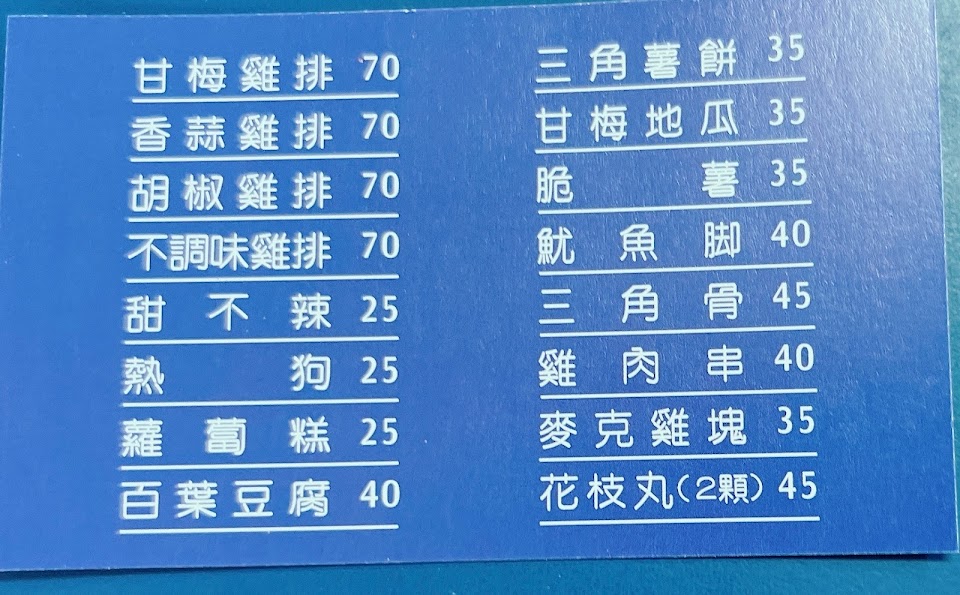 甘梅雞排 70
香蒜雞排 70
胡椒雞排 70
不調味雞排 70
甜不辣 25
熱狗 25
蘿蔔糕 25
百葉豆腐 40
三角薯餅 35
甘梅地瓜 35
脆薯 35
魷魚脚 40
三角骨 45
雞肉串 40
麥克雞塊 35
花枝丸(2顆) 45